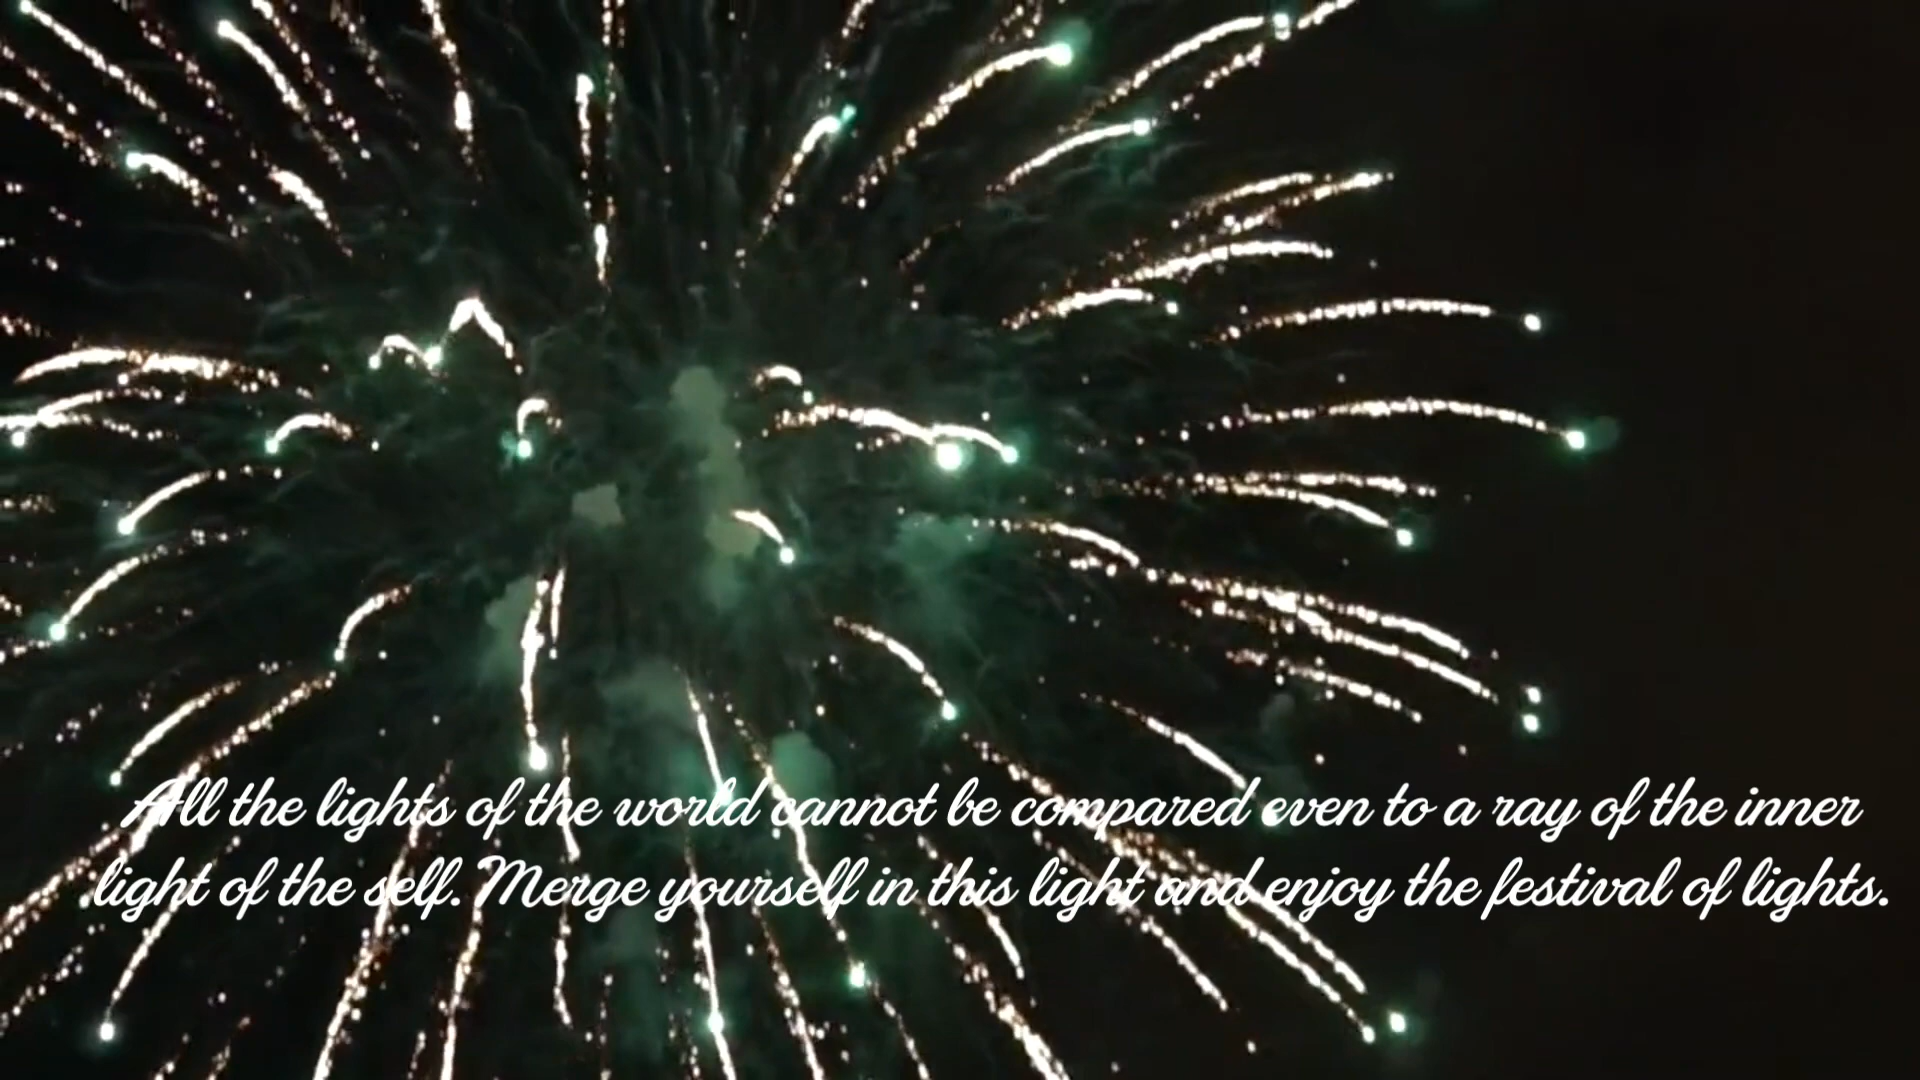 All the lights of the world cannot be compared even to a ray of the inner
light of the self. Merge yourself in this light and enjoy the festival of lights.